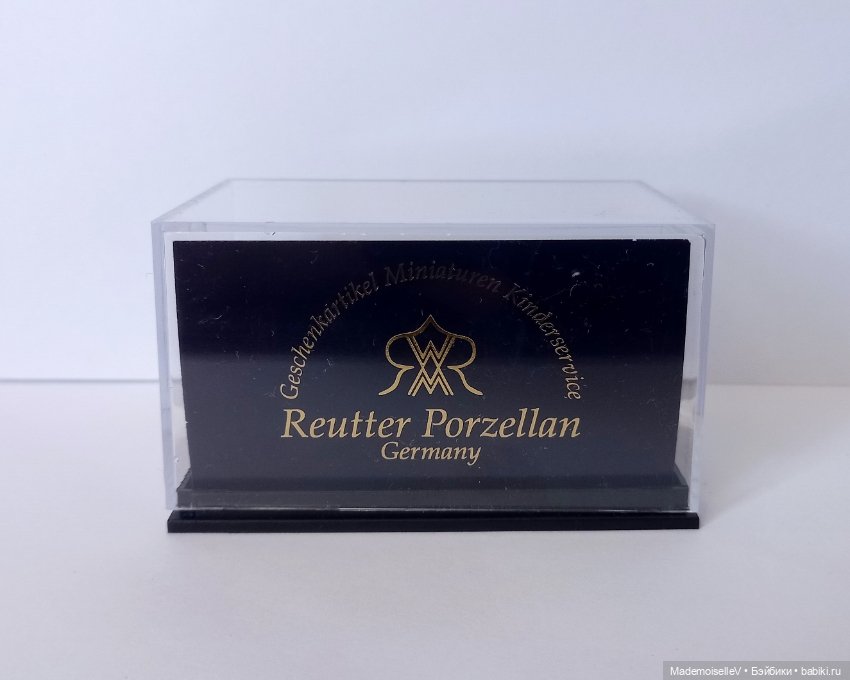 Geschenkartikel Miniaturen Kinderservice
Reutter Porzellan
Germany
MademoiselleV • Бэйбики • babiki.ru